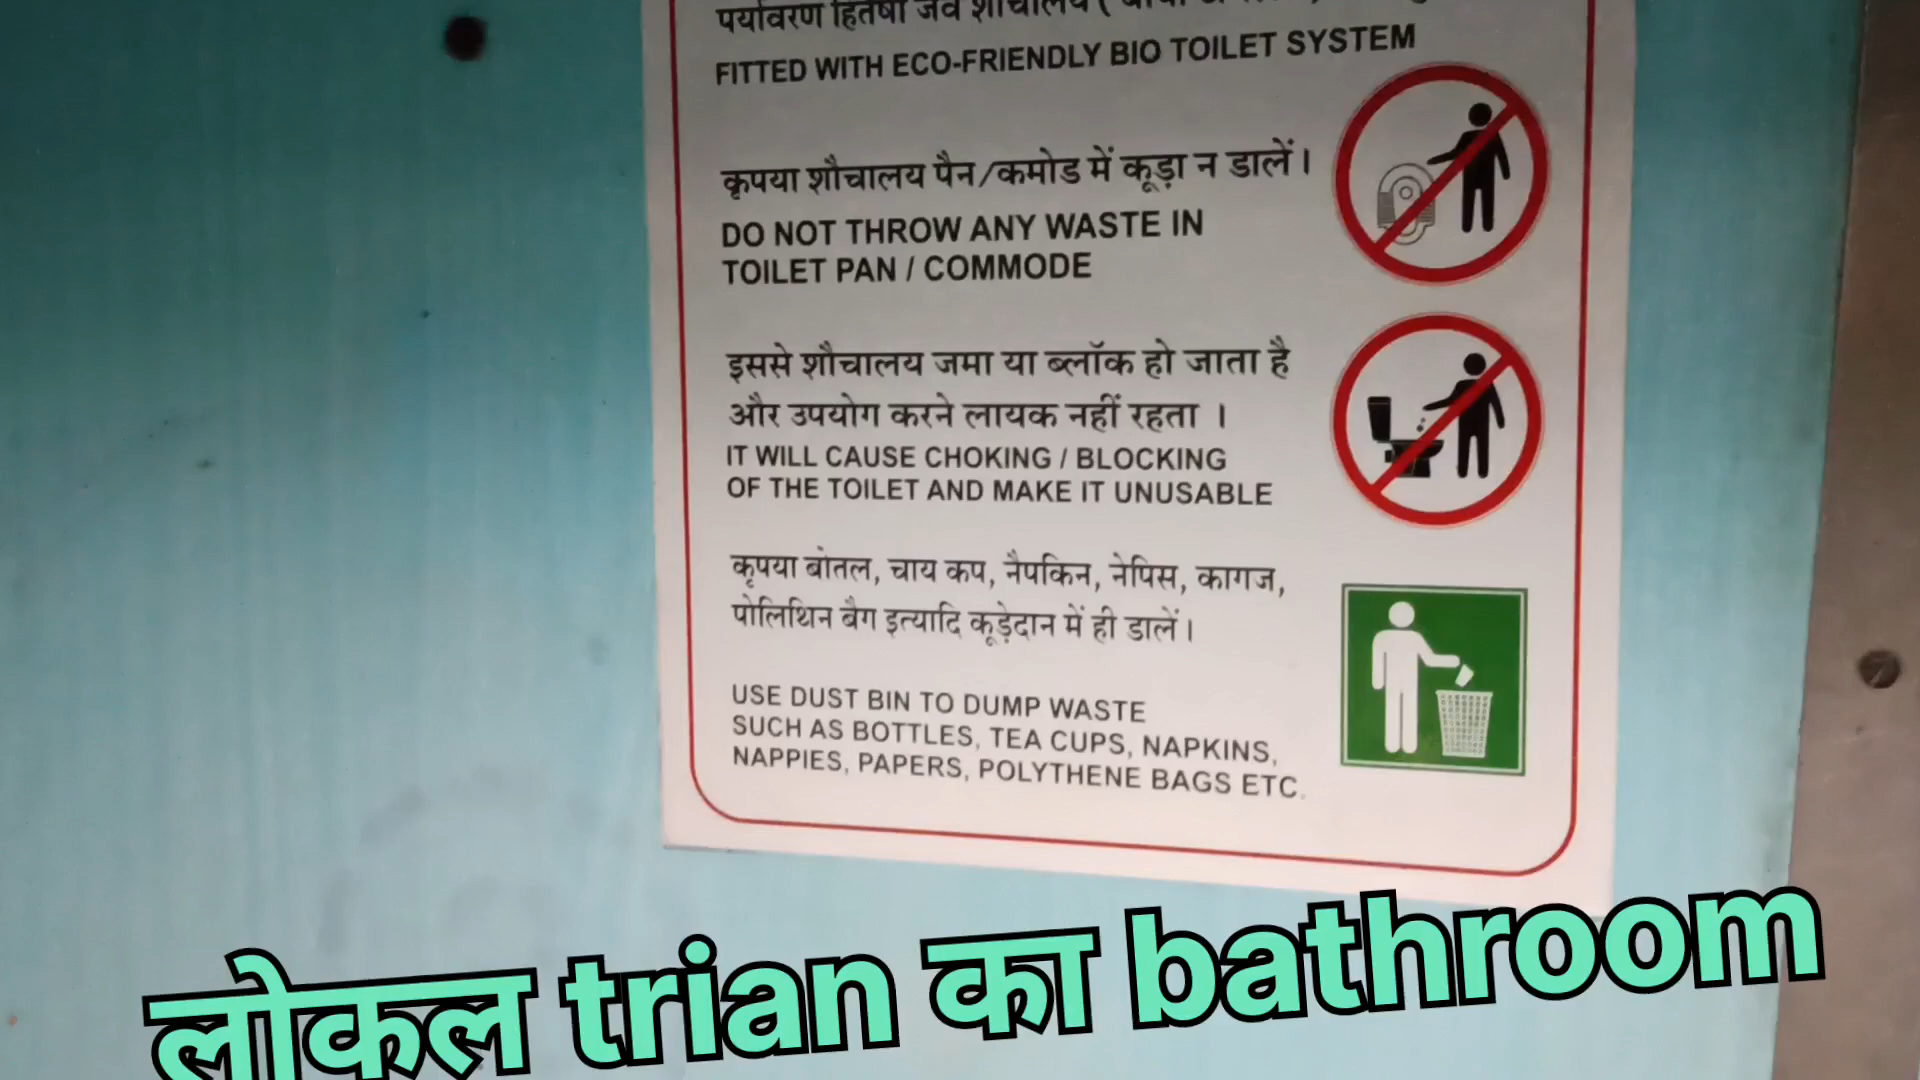 पर्यावरण हितैषी जैव शौचालय (
FITTED WITH ECO-FRIENDLY BIO TOILET SYSTEM
कृपया शौचालय पैन/कमोड में कूड़ा न डालें।
DO NOT THROW ANY WASTE IN
TOILET PAN / COMMODE
इससे शौचालय जमा या ब्लॉक हो जाता है
और उपयोग करने लायक नहीं रहता ।
IT WILL CAUSE CHOKING / BLOCKING
OF THE TOILET AND MAKE IT UNUSABLE
कृपया बोतल, चाय कप, नैपकिन, नेपिस, कागज,
पोलिथिन बैग इत्यादि कूड़ेदान में ही डालें।
USE DUST BIN TO DUMP WASTE
SUCH AS BOTTLES, TEA CUPS, NAPKINS,
NAPPIES, PAPERS, POLYTHENE BAGS ETC.
लोकल trian का bathroom